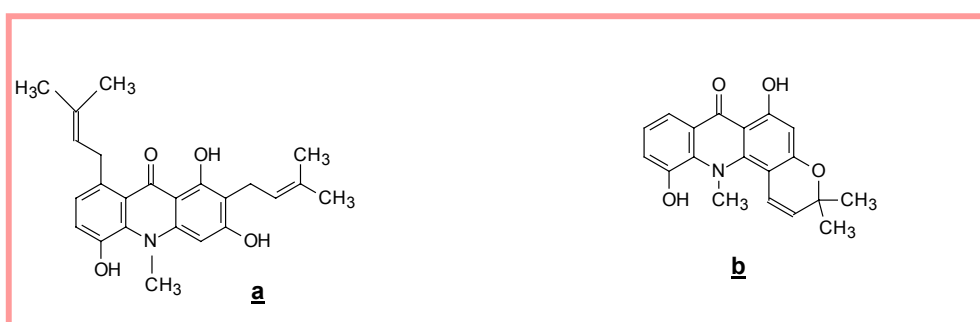 H₃C CH₃
O OH CH₃
CH₃
OH
N
OH
CH₃
a
O OH
O
N
OH CH₃ CH₃
CH₃
b